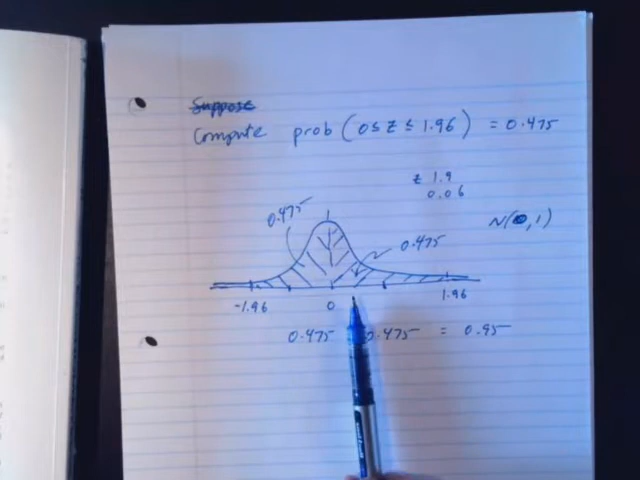 Suppose
Compute prob (0 ≤ z ≤ 1.96) = 0.475
z 1.9
0.06
0.475
N(0,1)
0.475
-1.96 0 1.96
0.475 0.475 = 0.95